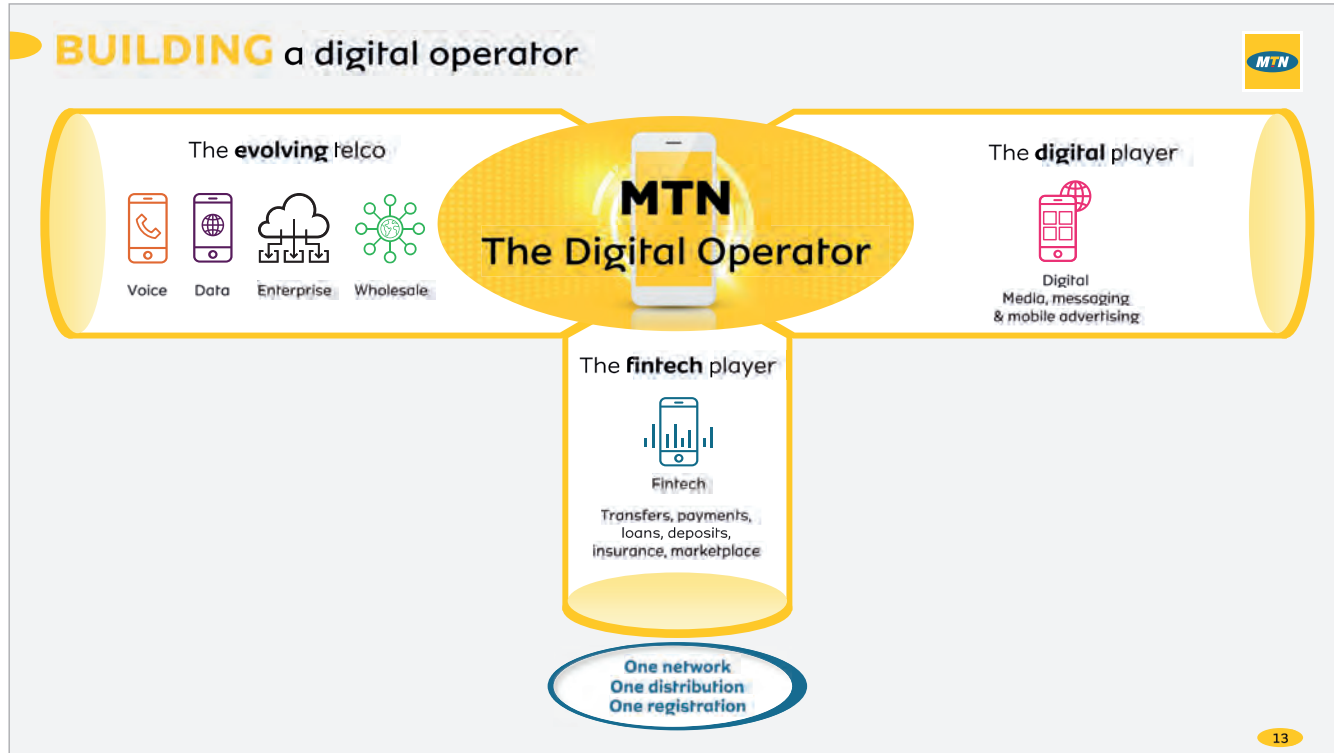 BUILDING a digital operator
MTN
The evolving telco
Voice
Data
Enterprise
Wholesale
MTN
The Digital Operator
The digital player
Digital
Media, messaging
& mobile advertising
The fintech player
Fintech
Transfers, payments,
loans, deposits,
insurance, marketplace
One network
One distribution
One registration
13